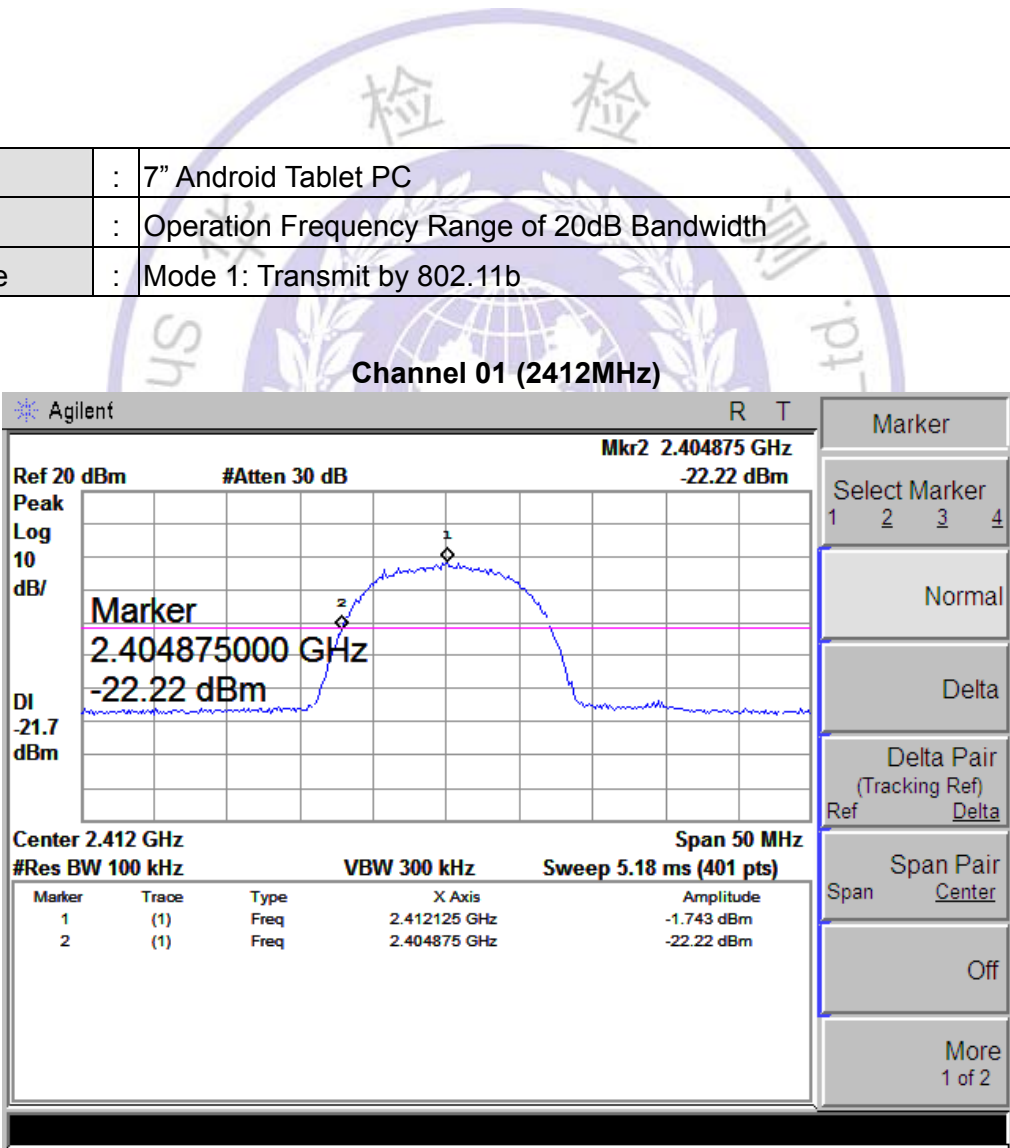 检 检
: 7” Android Tablet PC
: Operation Frequency Range of 20dB Bandwidth
e : Mode 1: Transmit by 802.11b
测
Sh
pt
Channel 01 (2412MHz)
Agilent R T
Mkr2 2.404875 GHz
Ref 20 dBm #Atten 30 dB -22.22 dBm
Peak
Log
10
dB/
1
2
Marker
2.404875000 GHz
-22.22 dBm
DI
-21.7
dBm
Center 2.412 GHz Span 50 MHz
#Res BW 100 kHz VBW 300 kHz Sweep 5.18 ms (401 pts)
Marker Trace Type X Axis Amplitude
1 (1) Freq 2.412125 GHz -1.743 dBm
2 (1) Freq 2.404875 GHz -22.22 dBm
Marker
Select Marker
1 2 3 4
Normal
Delta
Delta Pair
(Tracking Ref)
Ref Delta
Span Pair
Span Center
Off
More
1 of 2